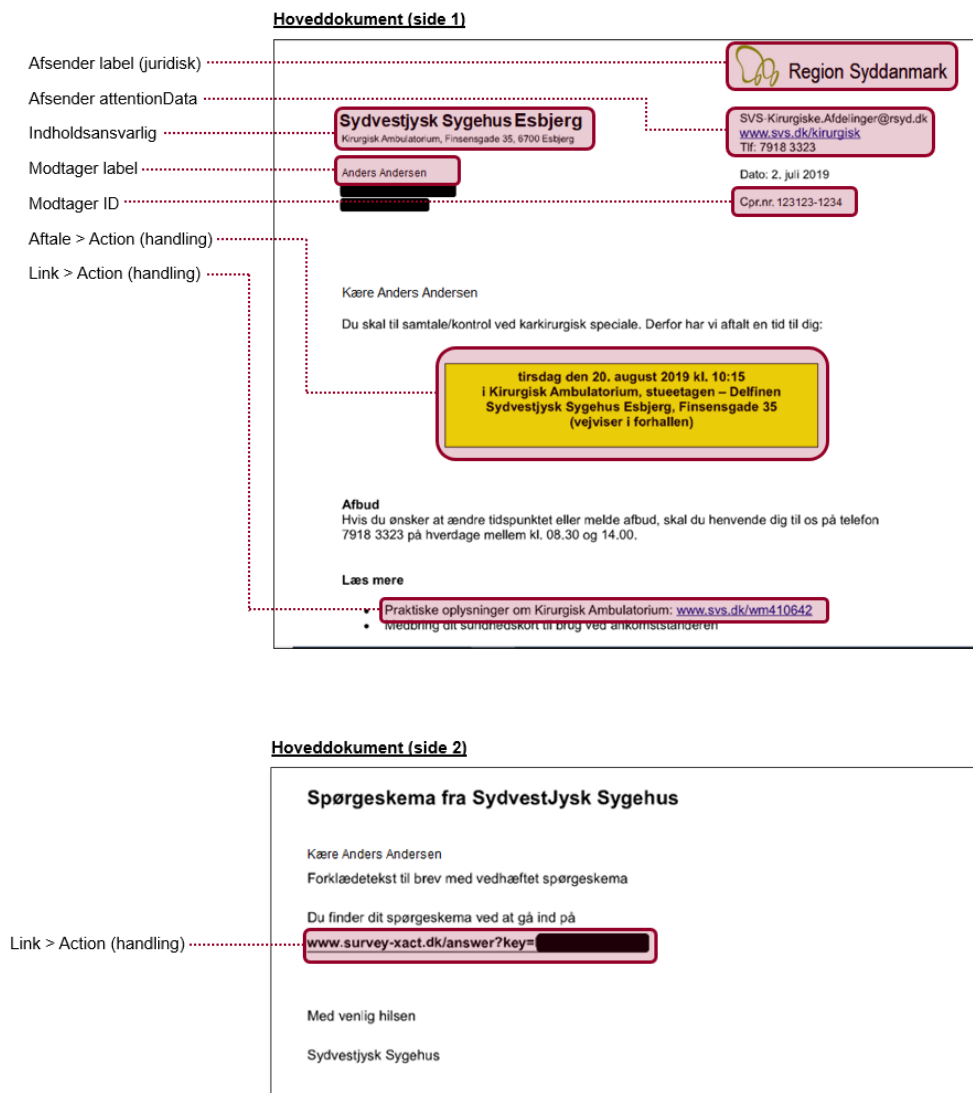 Hoveddokument (side 1)
Afsender label (juridisk)
Region Syddanmark
Afsender attentionData
SVS-Kirurgiske.Afdelinger@rsyd.dk
www.svs.dk/kirurgisk
Tlf: 7918 3323
Indholdsansvarlig
Sydvestjysk Sygehus Esbjerg
Kirurgisk Ambulatorium, Finsensgade 35, 6700 Esbjerg
Modtager label
Anders Andersen
Dato: 2. juli 2019
Modtager ID
Cpr.nr. 123123-1234
Aftale > Action (handling)
Link > Action (handling)
Kære Anders Andersen
Du skal til samtale/kontrol ved karkirurgisk speciale. Derfor har vi aftalt en tid til dig:
tirsdag den 20. august 2019 kl. 10:15
i Kirurgisk Ambulatorium, stueetagen – Delfinen
Sydvestjysk Sygehus Esbjerg, Finsensgade 35
(vejviser i forhallen)
Afbud
Hvis du ønsker at ændre tidspunktet eller melde afbud, skal du henvende dig til os på telefon
7918 3323 på hverdage mellem kl. 08.30 og 14.00.
Læs mere
• Praktiske oplysninger om Kirurgisk Ambulatorium: www.svs.dk/wm410642
• Medbring dit sundhedskort til brug ved ankomststanderen
Hoveddokument (side 2)
Spørgeskema fra SydvestJysk Sygehus
Kære Anders Andersen
Forklædetekst til brev med vedhæftet spørgeskema
Du finder dit spørgeskema ved at gå ind på
Link > Action (handling)
www.survey-xact.dk/answer?key=
Med venlig hilsen
Sydvestjysk Sygehus